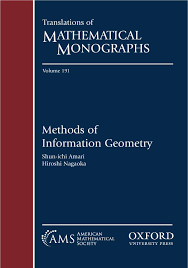 Translations of
MATHEMATICAL
MONOGRAPHS
Volume 191
Methods of
Information Geometry
Shun-ichi Amari
Hiroshi Nagaoka
AMS
AMERICAN
MATHEMATICAL
SOCIETY
OXFORD
UNIVERSITY PRESS